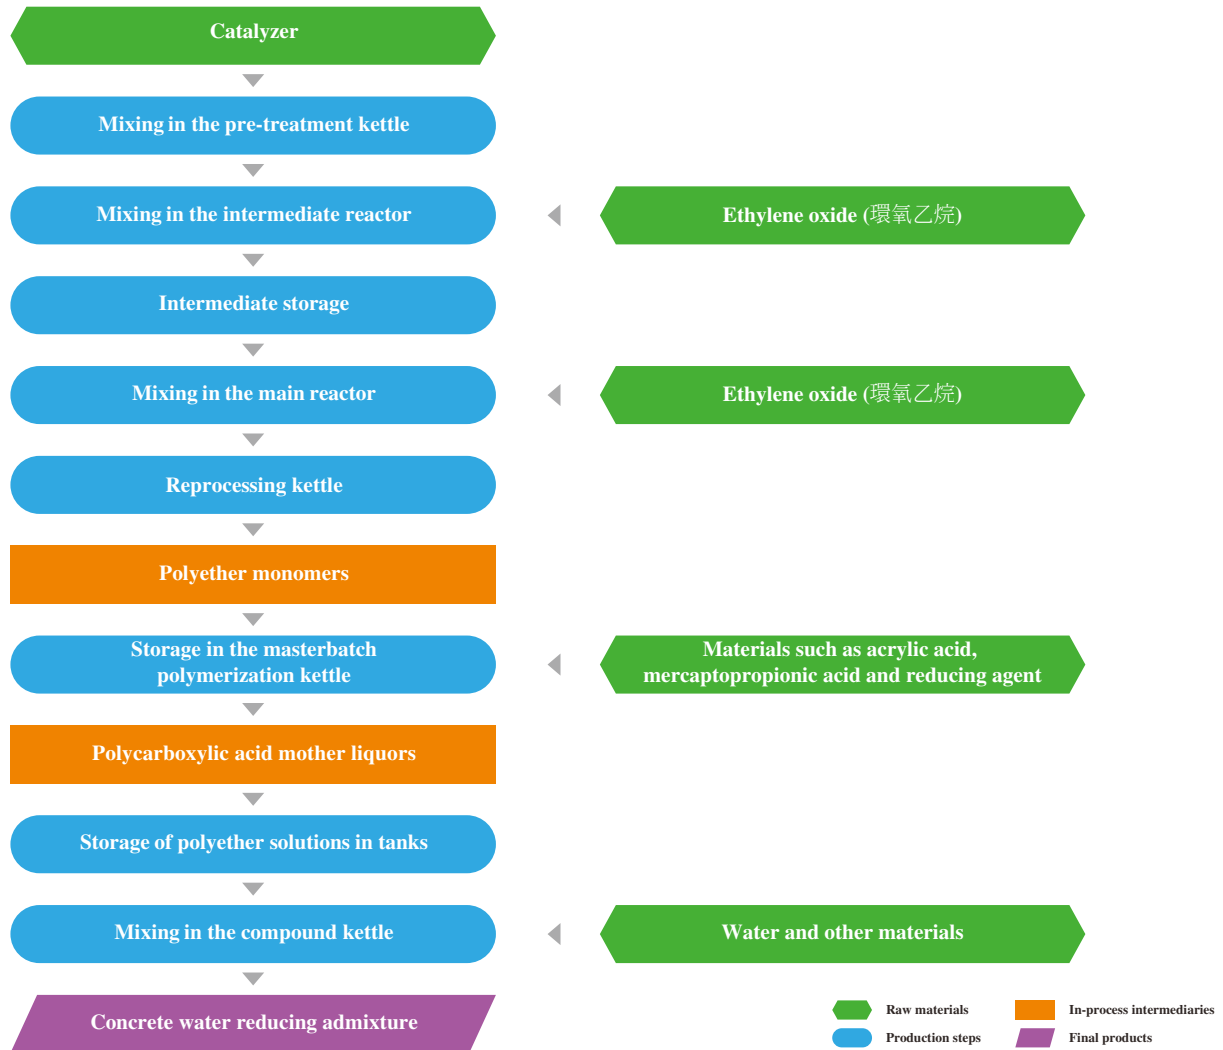 Catalyzer
Mixing in the pre-treatment kettle
Mixing in the intermediate reactor
Ethylene oxide (環氧乙烷)
Intermediate storage
Mixing in the main reactor
Ethylene oxide (環氧乙烷)
Reprocessing kettle
Polyether monomers
Storage in the masterbatch
polymerization kettle
Materials such as acrylic acid,
mercaptopropionic acid and reducing agent
Polycarboxylic acid mother liquors
Storage of polyether solutions in tanks
Mixing in the compound kettle
Water and other materials
Concrete water reducing admixture
Raw materials
In-process intermediaries
Production steps
Final products